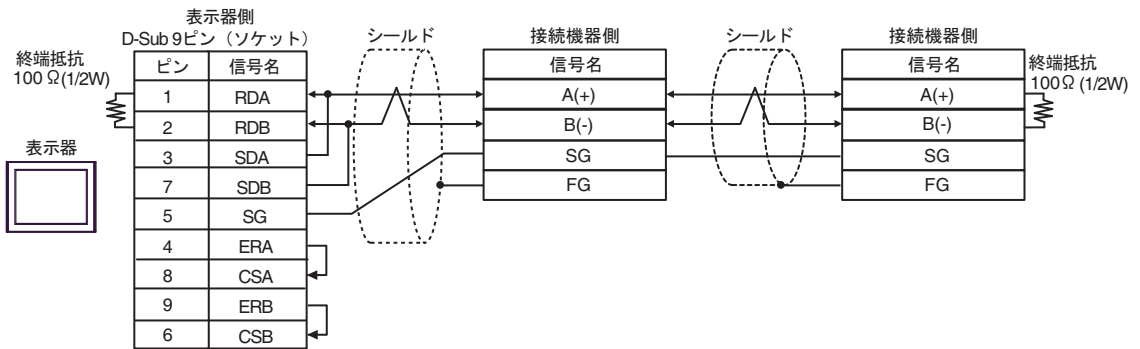 表示器側
D-Sub 9ピン（ソケット）
シールド
接続機器側
シールド
接続機器側
終端抵抗
100 Ω(1/2W)
ピン 信号名
信号名
信号名
終端抵抗
100Ω (1/2W)
1 RDA
A(+)
A(+)
2 RDB
B(-)
B(-)
表示器
3 SDA
SG
SG
7 SDB
FG
FG
5 SG
4 ERA
8 CSA
9 ERB
6 CSB